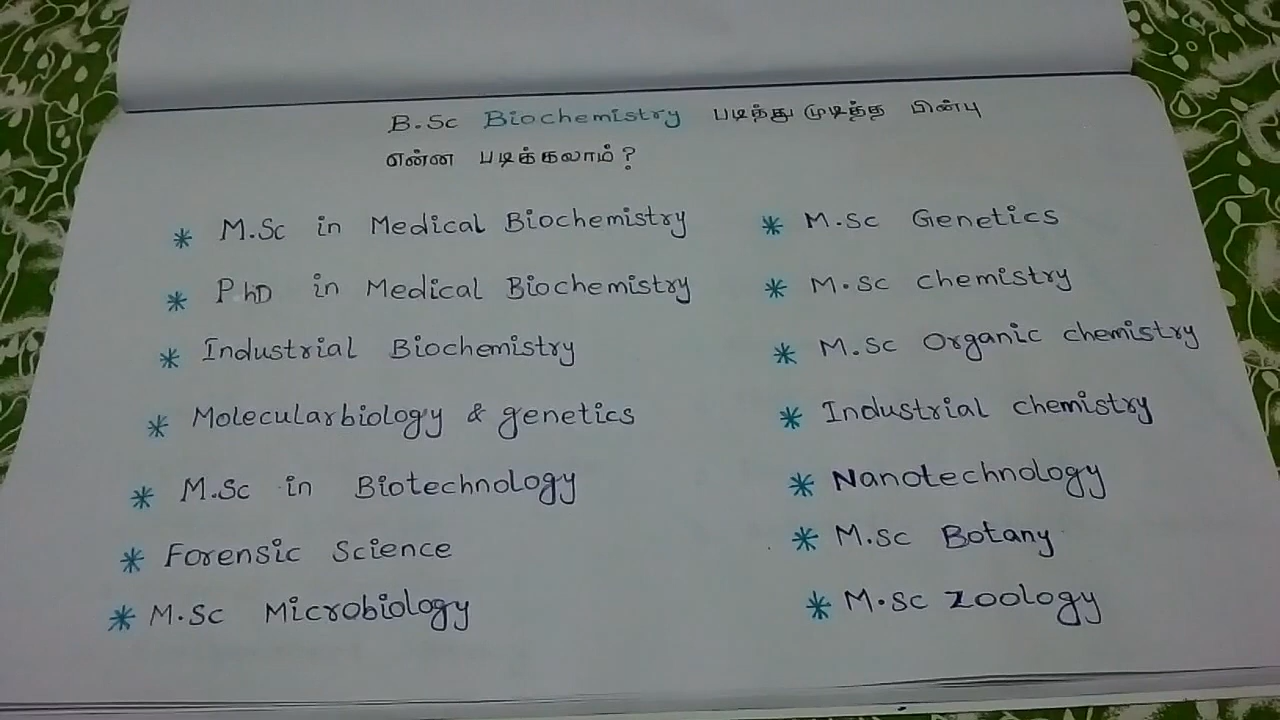 B.Sc Biochemistry படித்து முடித்த பின்பு
என்ன படிக்கலாம்?
* M.Sc in Medical Biochemistry
* PhD in Medical Biochemistry
* Industrial Biochemistry
* Molecularbiology & genetics
* M.Sc in Biotechnology
* Forensic Science
* M.Sc Microbiology
* M.Sc Genetics
* M.Sc chemistry
* M.Sc Organic chemistry
* Industrial chemistry
* Nanotechnology
* M.Sc Botany
* M.Sc Zoology